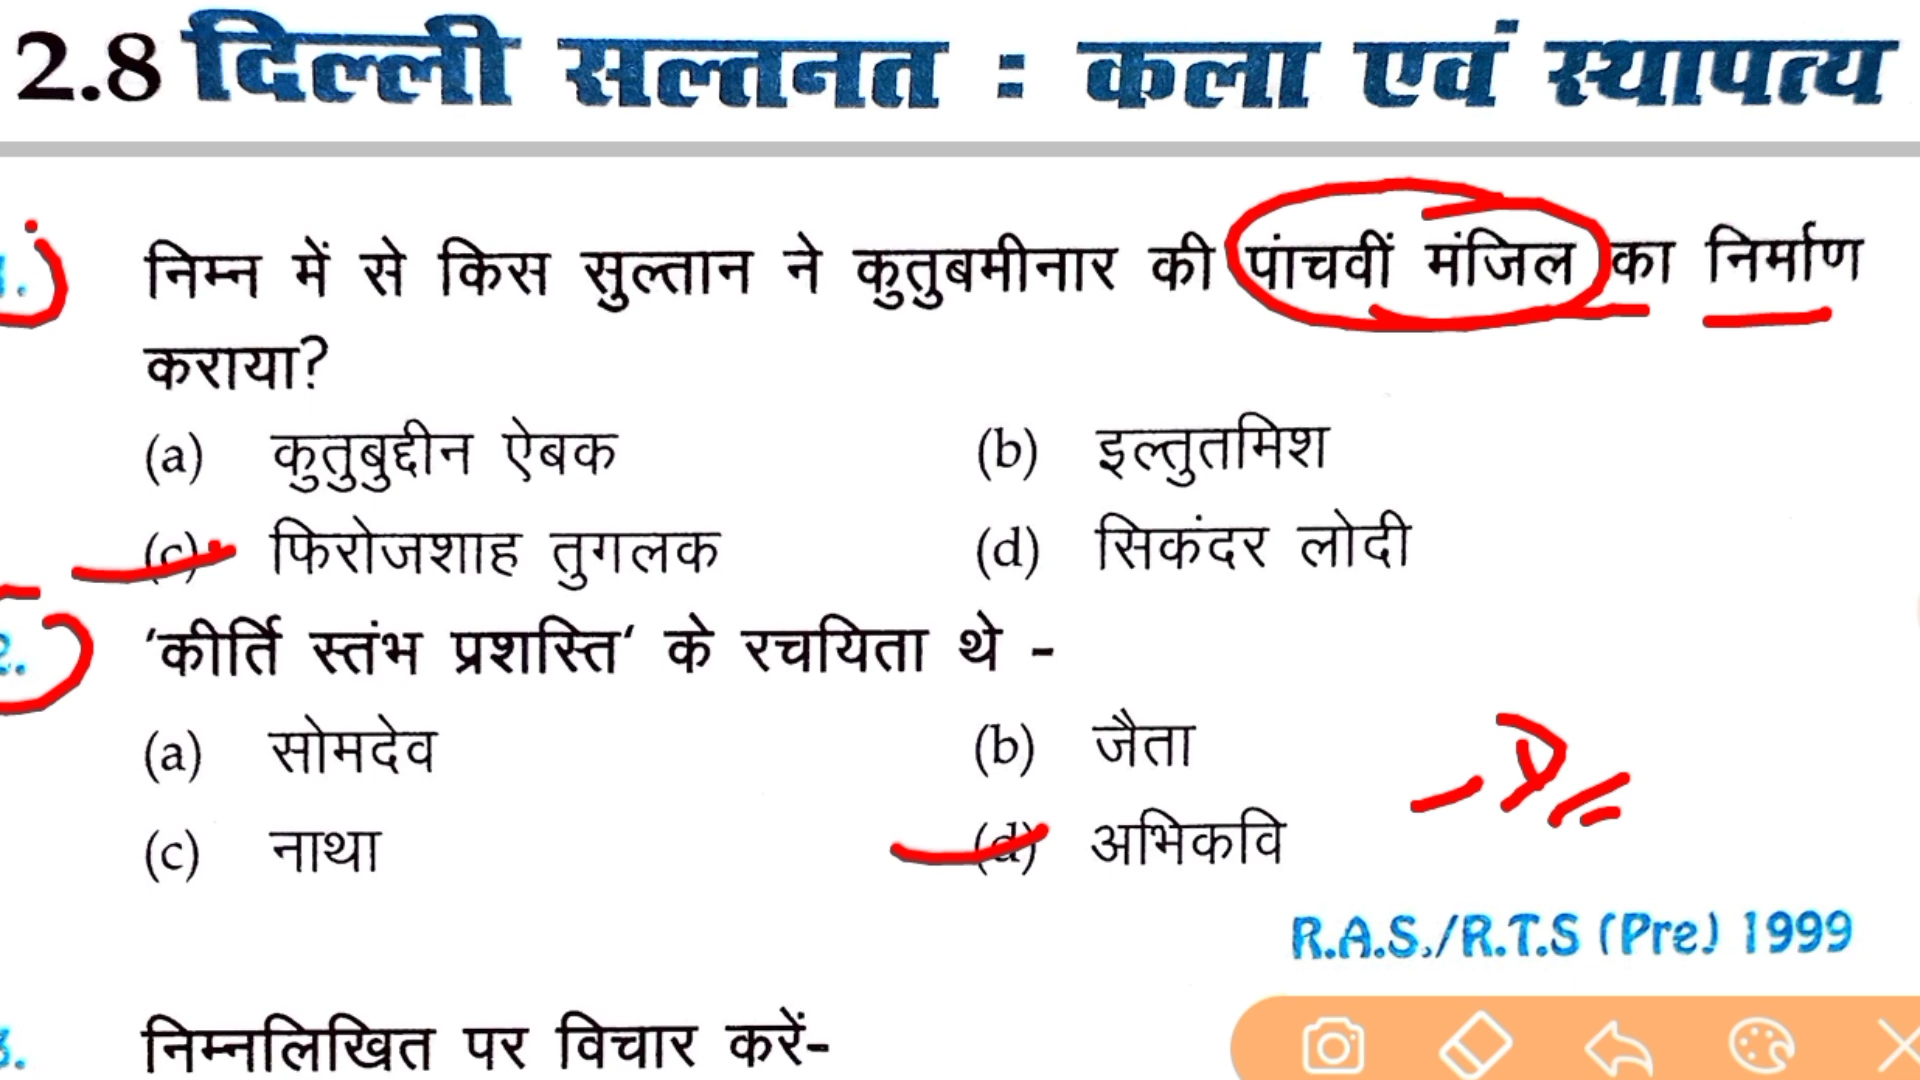 2.8 दिल्ली सल्तनत : कला एवं स्थापत्य
निम्न में से किस सुल्तान ने कुतुबमीनार की पांचवीं मंजिल का निर्माण
कराया?
(a) कुतुबुद्दीन ऐबक (b) इल्तुतमिश
(c) फिरोजशाह तुगलक (d) सिकंदर लोदी
2. 'कीर्ति स्तंभ प्रशस्ति' के रचयिता थे -
(a) सोमदेव (b) जैता
(c) नाथा (d) अभिकवि
R.A.S./R.T.S (Pre) 1999
3. निम्नलिखित पर विचार करें-